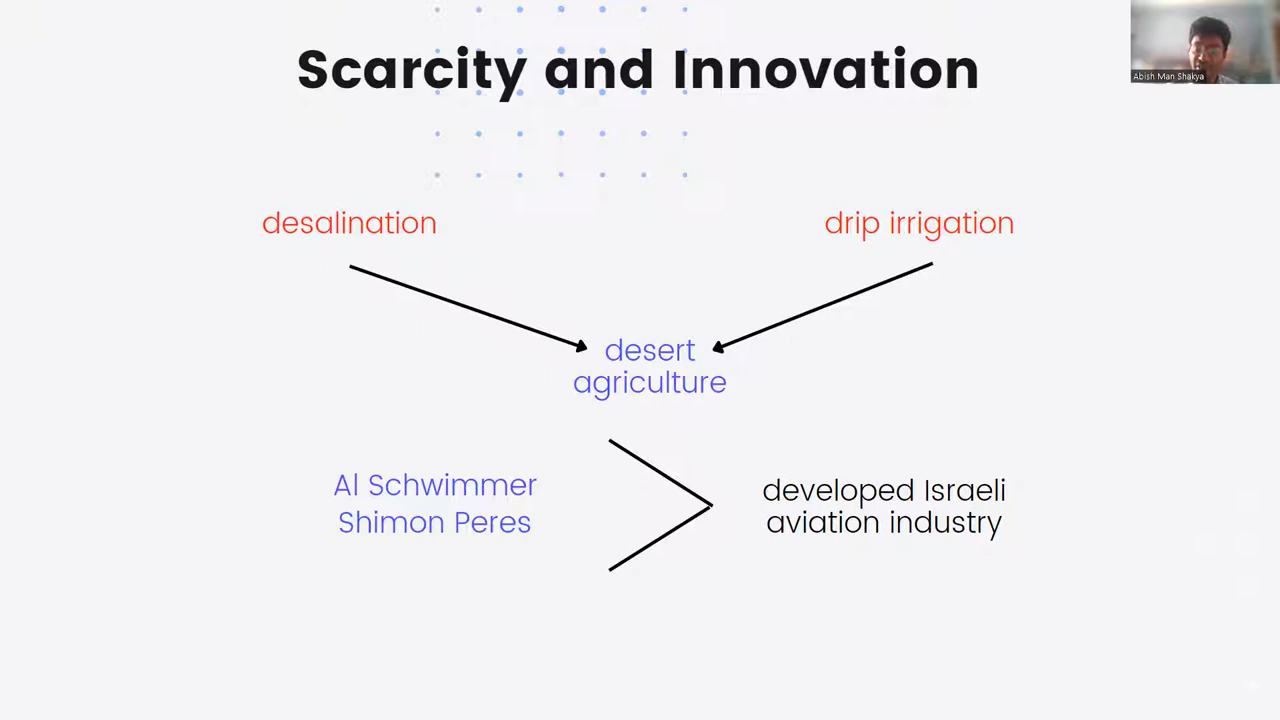 Scarcity and Innovation
Abish Man Shakya
desalination
drip irrigation
desert
agriculture
Al Schwimmer
Shimon Peres
developed Israeli
aviation industry